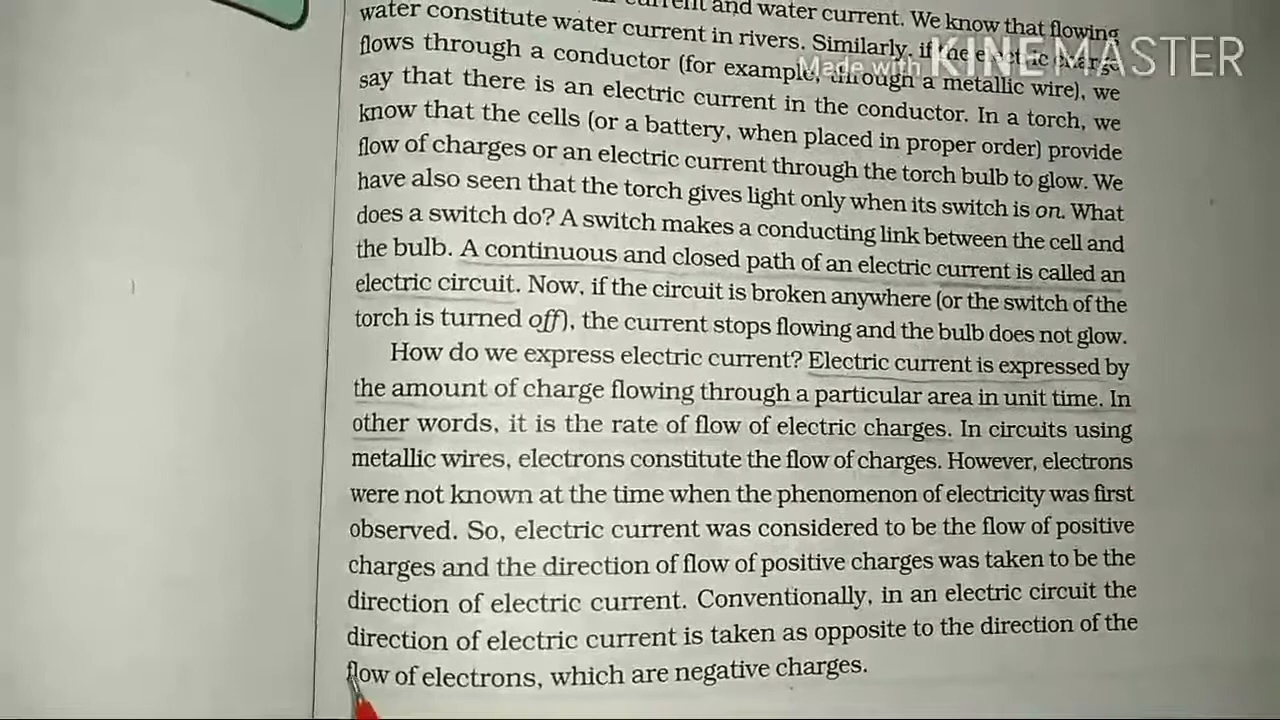 current and water current. We know that flowing
water constitute water current in rivers. Similarly, if the electric charge
flows through a conductor (for example, through a metallic wire), we
say that there is an electric current in the conductor. In a torch, we
know that the cells (or a battery, when placed in proper order) provide
flow of charges or an electric current through the torch bulb to glow. We
have also seen that the torch gives light only when its switch is on. What
does a switch do? A switch makes a conducting link between the cell and
the bulb. A continuous and closed path of an electric current is called an
electric circuit. Now, if the circuit is broken anywhere (or the switch of the
torch is turned off), the current stops flowing and the bulb does not glow.
How do we express electric current? Electric current is expressed by
the amount of charge flowing through a particular area in unit time. In
other words, it is the rate of flow of electric charges. In circuits using
metallic wires, electrons constitute the flow of charges. However, electrons
were not known at the time when the phenomenon of electricity was first
observed. So, electric current was considered to be the flow of positive
charges and the direction of flow of positive charges was taken to be the
direction of electric current. Conventionally, in an electric circuit the
direction of electric current is taken as opposite to the direction of the
flow of electrons, which are negative charges.
Made with KINEMASTER